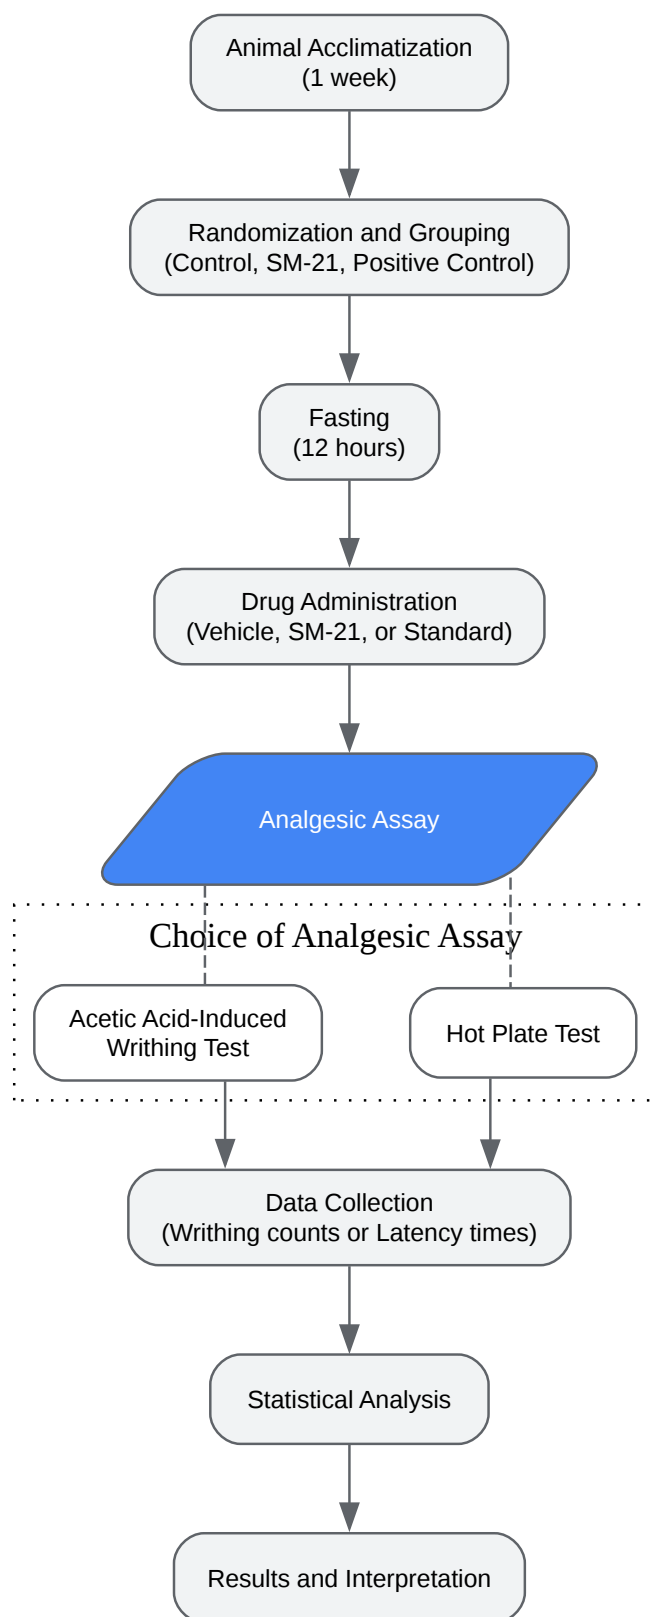 Animal Acclimatization
(1 week)
Randomization and Grouping
(Control, SM-21, Positive Control)
Fasting
(12 hours)
Drug Administration
(Vehicle, SM-21, or Standard)
Analgesic Assay
Choice of Analgesic Assay
Acetic Acid-Induced
Writhing Test
Hot Plate Test
Data Collection
(Writhing counts or Latency times)
Statistical Analysis
Results and Interpretation